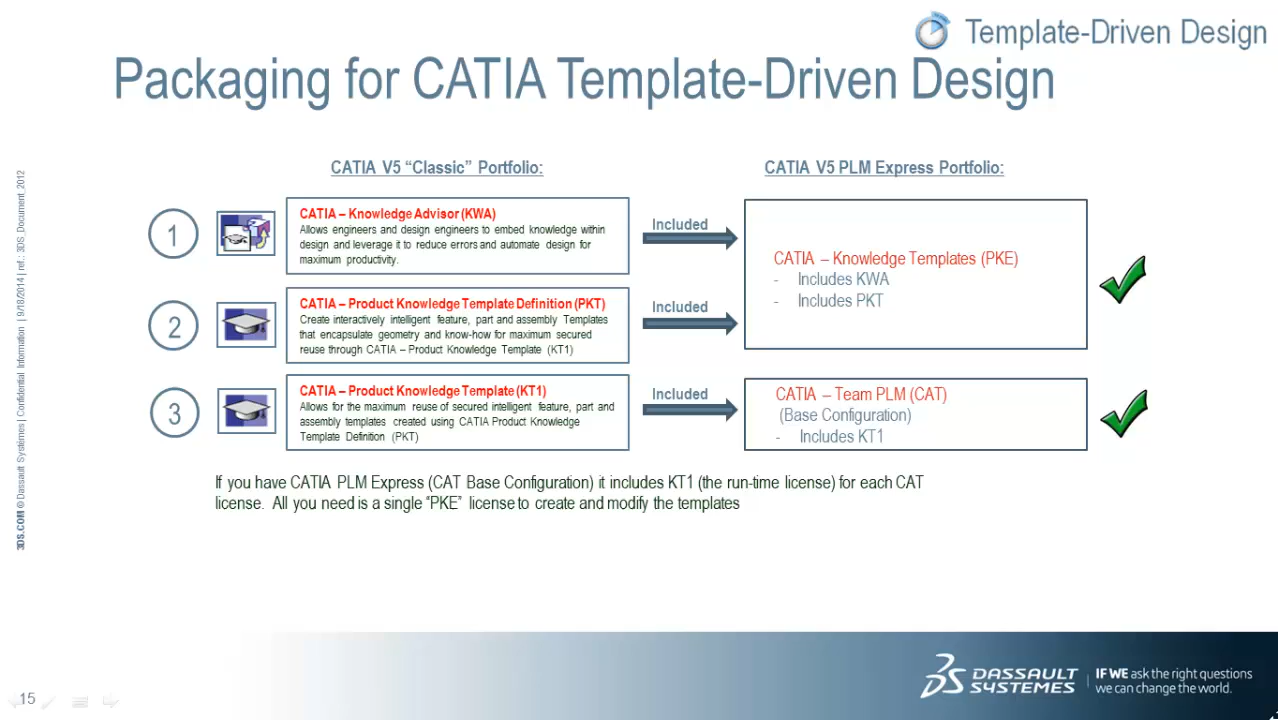 Template-Driven Design
Packaging for CATIA Template-Driven Design
CATIA V5 “Classic” Portfolio:
CATIA V5 PLM Express Portfolio:
1
CATIA – Knowledge Advisor (KWA)
Allows engineers and design engineers to embed knowledge within
design and leverage it to reduce errors and automate design for
maximum productivity.
Included
CATIA – Knowledge Templates (PKE)
- Includes KWA
- Includes PKT
2
CATIA – Product Knowledge Template Definition (PKT)
Create interactively intelligent feature, part and assembly Templates
that encapsulate geometry and know-how for maximum secured
reuse through CATIA – Product Knowledge Template (KT1)
Included
3
CATIA – Product Knowledge Template (KT1)
Allows for the maximum reuse of secured intelligent feature, part and
assembly templates created using CATIA Product Knowledge
Template Definition (PKT)
Included
CATIA – Team PLM (CAT)
(Base Configuration)
- Includes KT1
If you have CATIA PLM Express (CAT Base Configuration) it includes KT1 (the run-time license) for each CAT
license. All you need is a single “PKE” license to create and modify the templates
3DS.COM © Dassault Systèmes | Confidential Information | 9/18/2014 | ref.: 3DS_Document_2012
15
DASSAULT
SYSTEMES
IF WE ask the right questions
we can change the world.